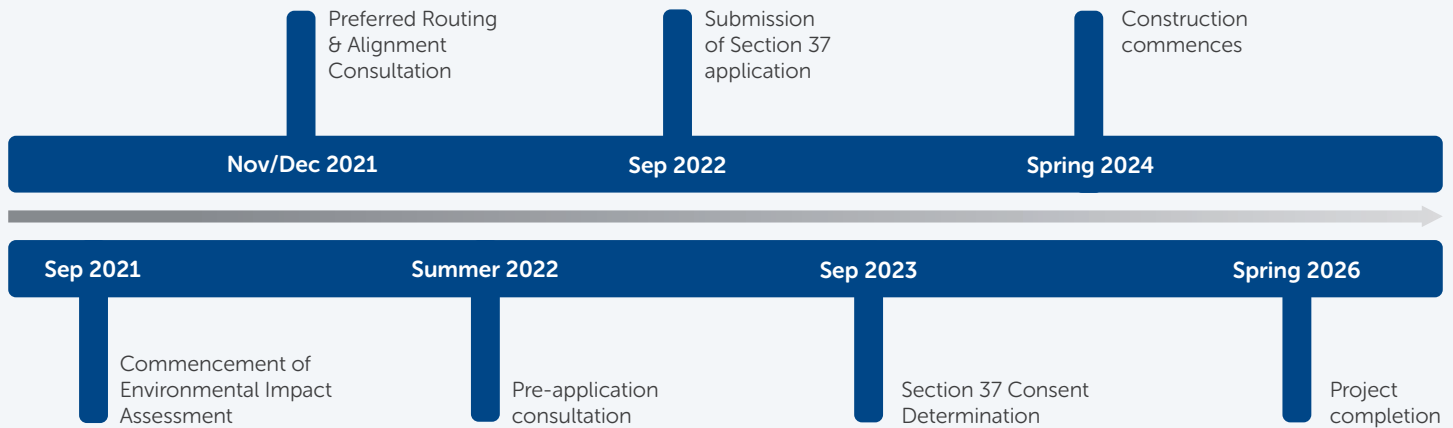 Preferred Routing
& Alignment
Consultation
Submission
of Section 37
application
Construction
commences
Nov/Dec 2021
Sep 2022
Spring 2024
Sep 2021
Summer 2022
Sep 2023
Spring 2026
Commencement of
Environmental Impact
Assessment
Pre-application
consultation
Section 37 Consent
Determination
Project
completion